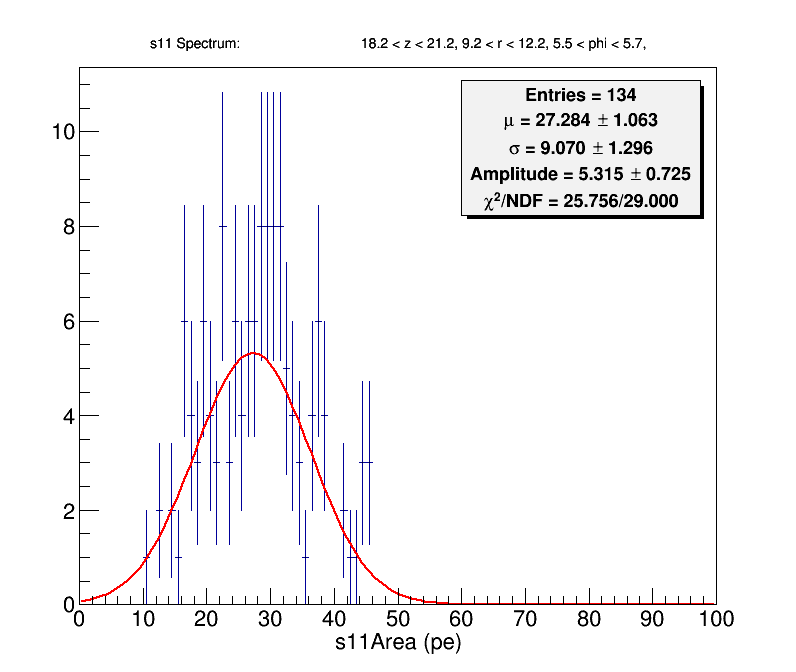 s11 Spectrum: 18.2 < z < 21.2, 9.2 < r < 12.2, 5.5 < phi < 5.7,
Entries = 134
μ = 27.284 ± 1.063
σ = 9.070 ± 1.296
Amplitude = 5.315 ± 0.725
χ²/NDF = 25.756/29.000
10
8
6
4
2
0
0 10 20 30 40 50 60 70 80 90 100
s11Area (pe)